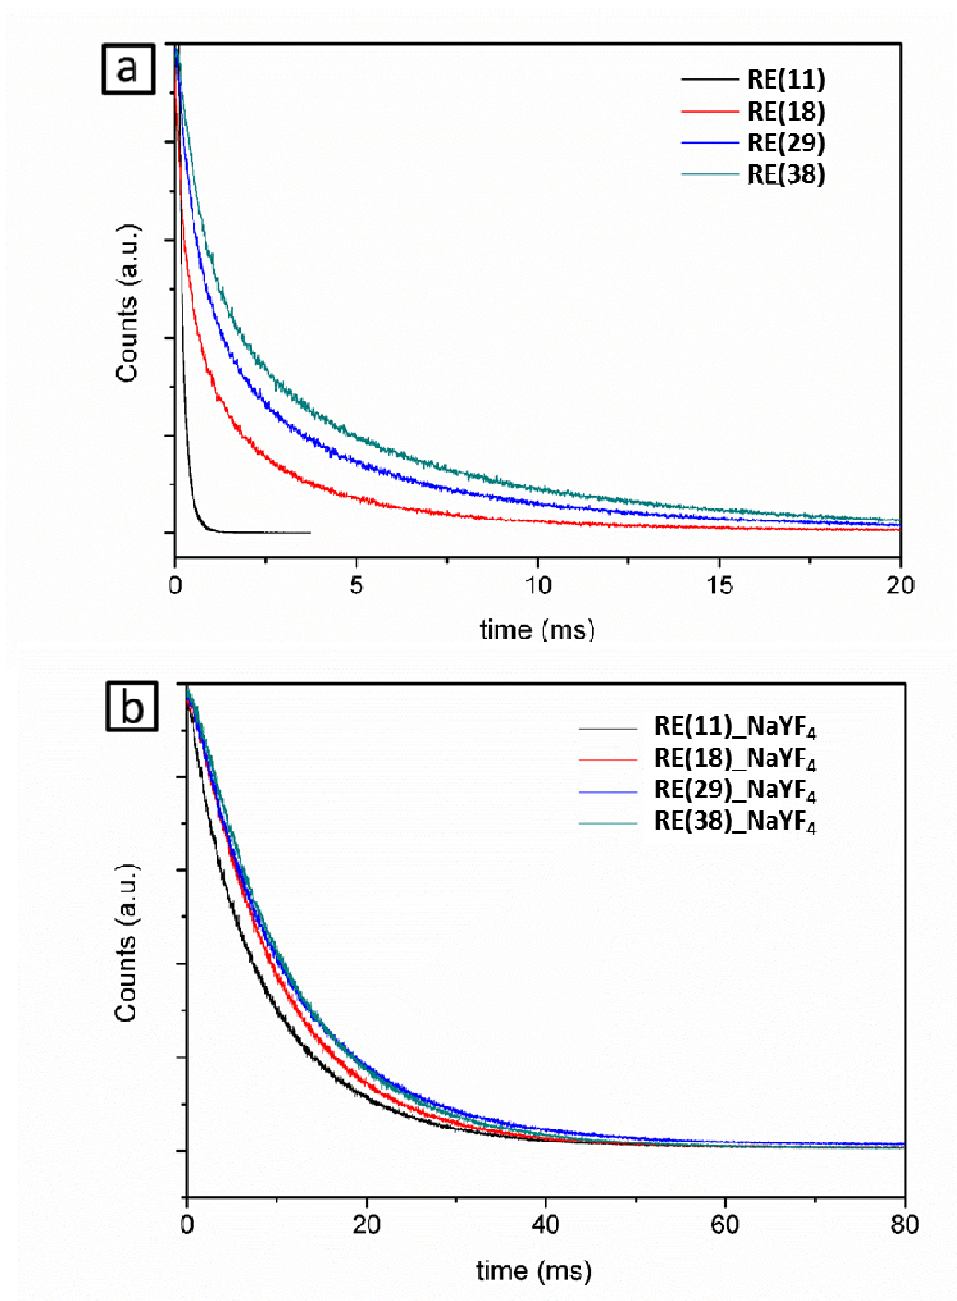 a
RE(11)
RE(18)
RE(29)
RE(38)
Counts (a.u.)
0 5 10 15 20
time (ms)
b
RE(11)_NaYF₄
RE(18)_NaYF₄
RE(29)_NaYF₄
RE(38)_NaYF₄
Counts (a.u.)
0 20 40 60 80
time (ms)